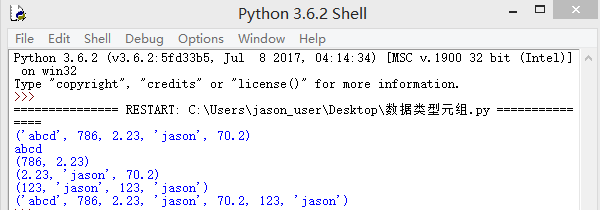 Python 3.6.2 Shell
File Edit Shell Debug Options Window Help
Python 3.6.2 (v3.6.2:5fd33b5, Jul  8 2017, 04:14:34) [MSC v.1900 32 bit (Intel)]
 on win32
Type "copyright", "credits" or "license()" for more information.
>>>
=============== RESTART: C:\Users\jason_user\Desktop\数据类型元组.py ============
====
('abcd', 786, 2.23, 'jason', 70.2)
abcd
(786, 2.23)
(2.23, 'jason', 70.2)
(123, 'jason', 123, 'jason')
('abcd', 786, 2.23, 'jason', 70.2, 123, 'jason')